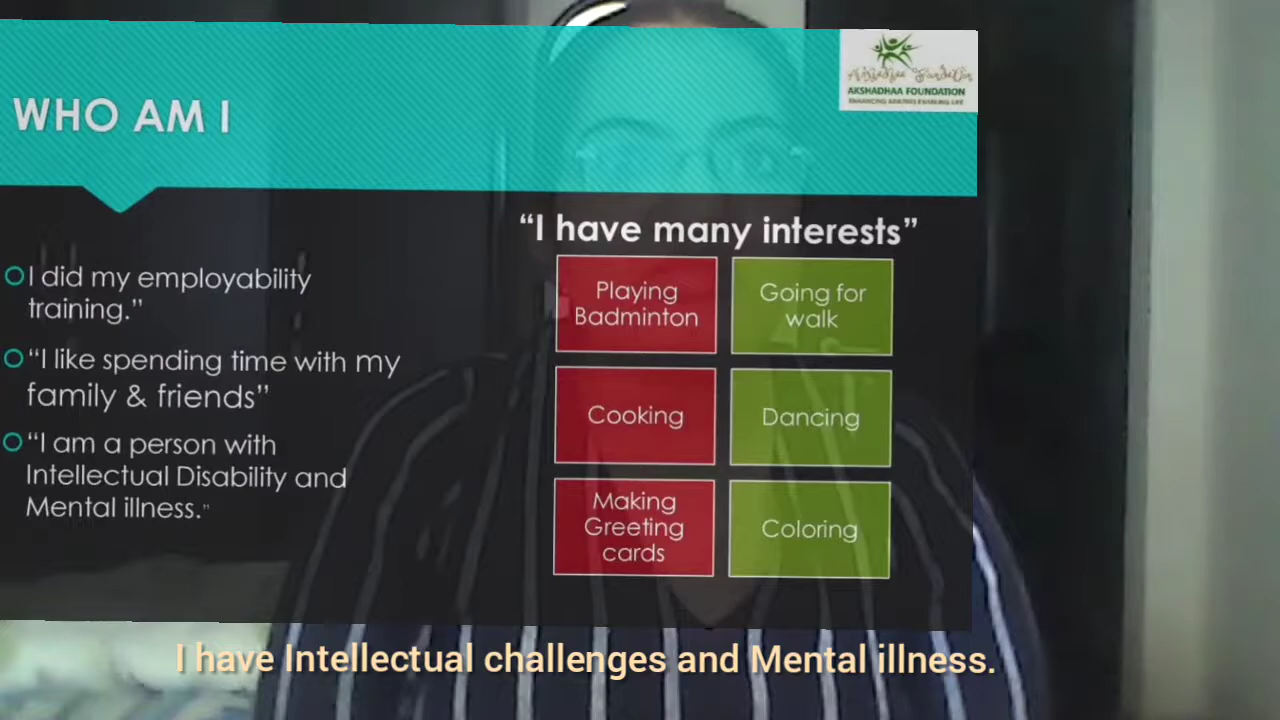 WHO AM I
AKSHADHAA FOUNDATION
I did my employability
training.”
“I like spending time with my
family & friends”
“I am a person with
Intellectual Disability and
Mental illness.”
“I have many interests”
Playing
Badminton
Going for
walk
Cooking
Dancing
Making
Greeting
cards
Coloring
I have Intellectual challenges and Mental illness.